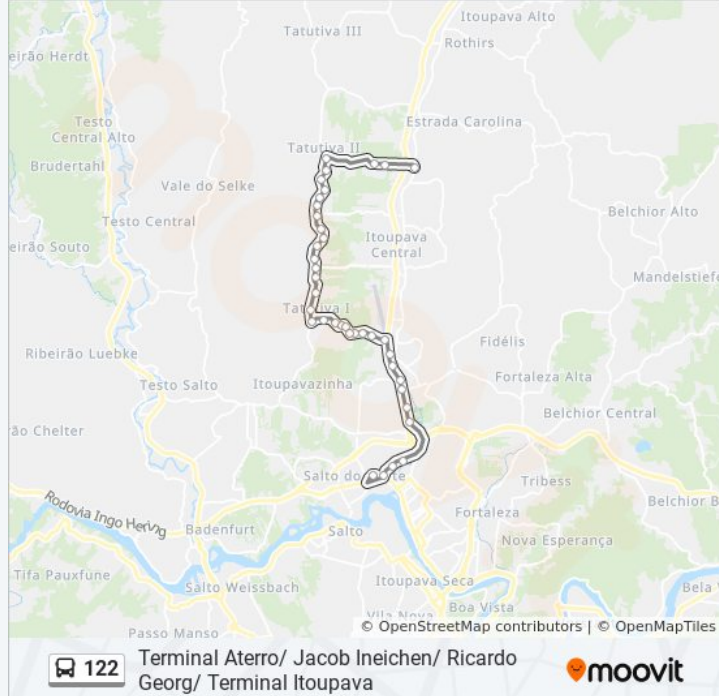 Itoupava Alto
Tatutiva III
Rothirs
eirão Herdt
Testo
Central Alto
Estrada Carolina
Tatutiva II
Brudertahl
Vale do Selke
Belchior Alto
Testo Central
eirão Souto
Itoupava
Central
Mandelstiefe
Tatutiva I
Fidélis
Ribeirão Luebke
Testo Salto
Itoupavazinha
Fortaleza Alta
Belchior Central
rão Chelter
Salto do
rte
Tribess
Rodovia Ingo Hering
Badenfurt
Salto
Fortaleza
Belchior B
Nova Esperança
Tifa Pauxfune
Salto Weissbach
Itoupava Seca
Bela
Boa Vista
Vila Nova
Passo Manso
© OpenStreetMap contributors | © OpenMapTiles
122
Terminal Aterro/ Jacob Ineichen/ Ricardo
Georg/ Terminal Itoupava
moovit